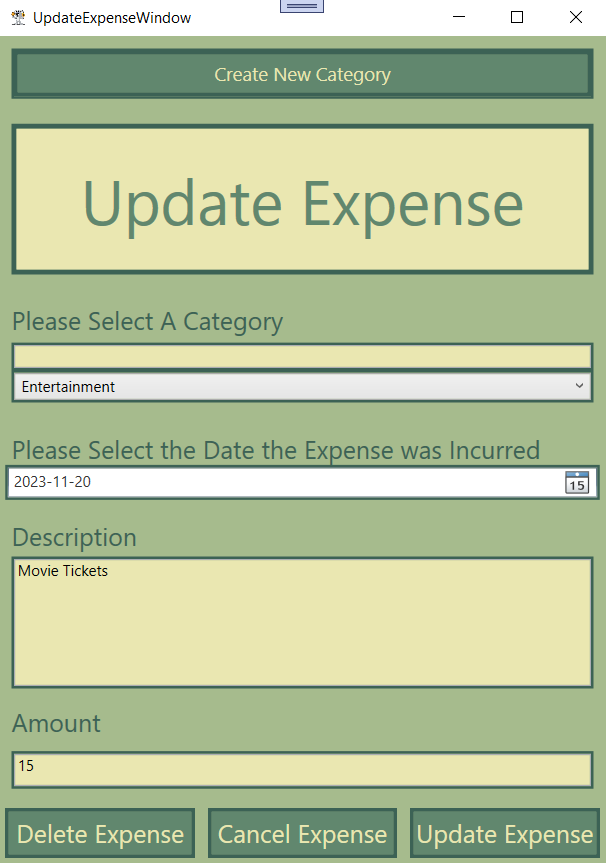 UpdateExpenseWindow
Create New Category
Update Expense
Please Select A Category
Entertainment
Please Select the Date the Expense was Incurred
2023-11-20
15
Description
Movie Tickets
Amount
15
Delete Expense
Cancel Expense
Update Expense